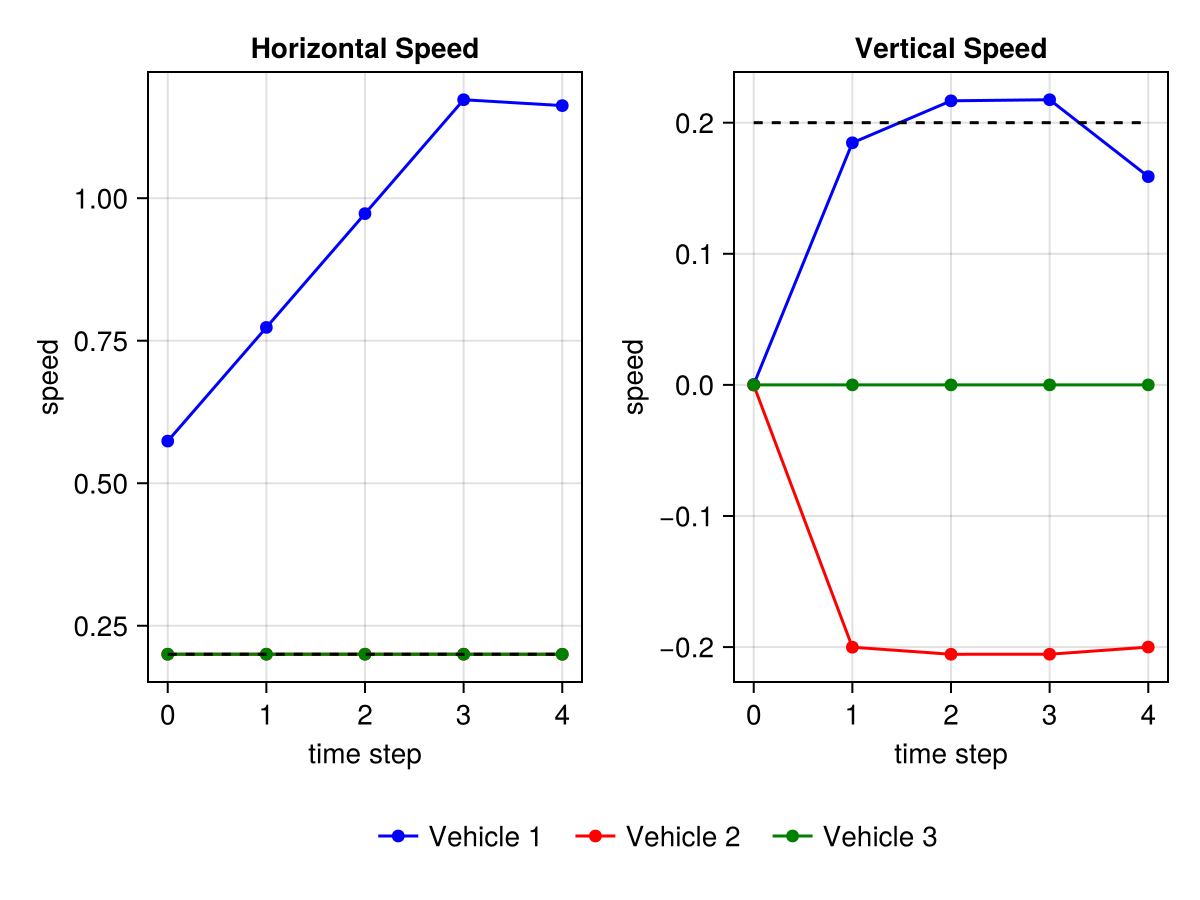 Horizontal Speed
speed
1.00
0.75
0.50
0.25
0 1 2 3 4
time step
Vertical Speed
speed
0.2
0.1
0.0
−0.1
−0.2
0 1 2 3 4
time step
Vehicle 1 Vehicle 2 Vehicle 3